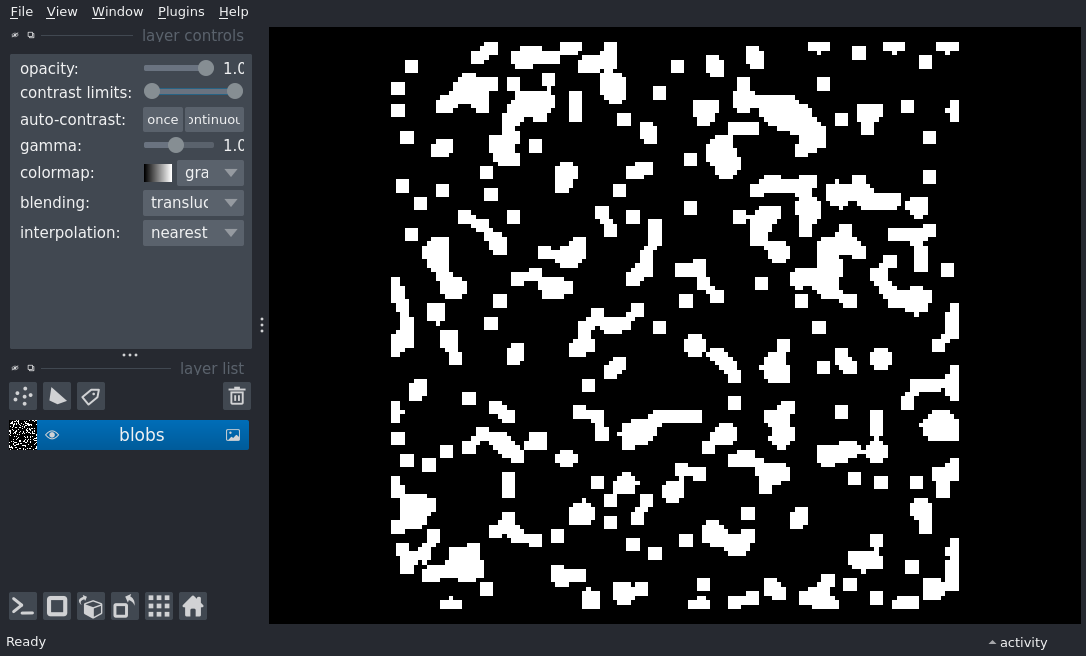 File View Window Plugins Help
layer controls
opacity: 1.0
contrast limits:
auto-contrast: once ontinuou
gamma: 1.0
colormap: gra
blending: transluc
interpolation: nearest
layer list
blobs
Ready
activity